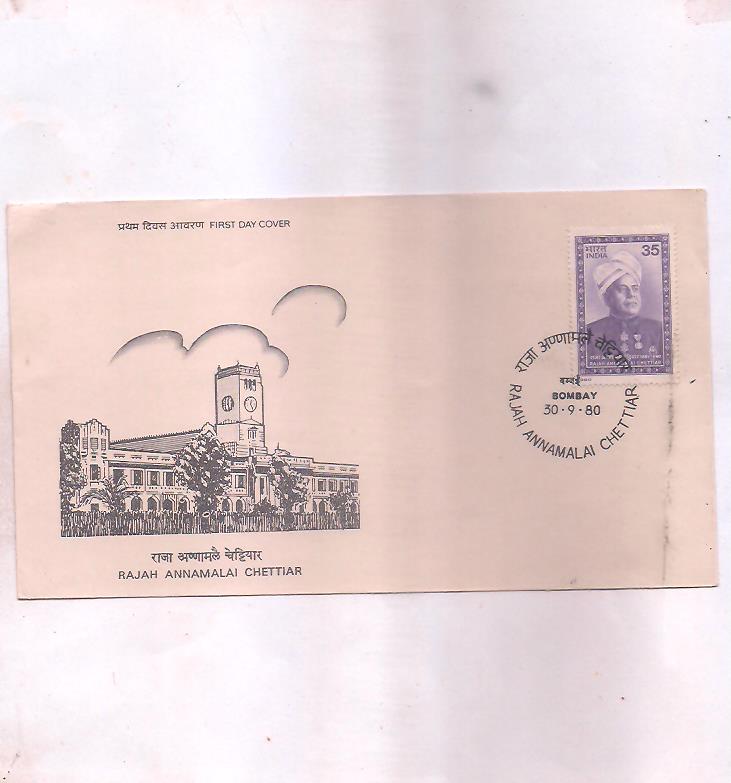 प्रथम दिवस आवरण FIRST DAY COVER
भारत 35
INDIA
RAJAH ANNAMALAI CHETTIAR
राजा अण्णामलै चेट्टियार
बम्बई
BOMBAY
30·9·80
RAJAH ANNAMALAI CHETTIAR
राजा अण्णामलै चेट्टियार
RAJAH ANNAMALAI CHETTIAR